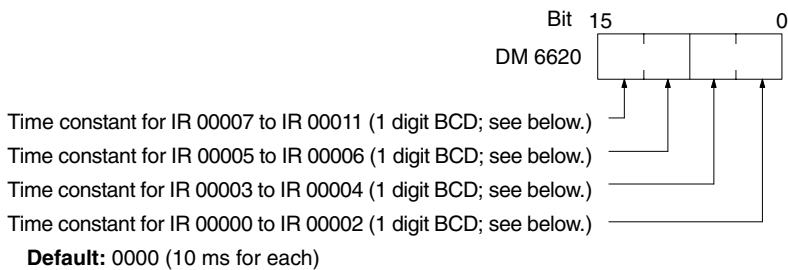 Bit 15 0
DM 6620
Time constant for IR 00007 to IR 00011 (1 digit BCD; see below.)
Time constant for IR 00005 to IR 00006 (1 digit BCD; see below.)
Time constant for IR 00003 to IR 00004 (1 digit BCD; see below.)
Time constant for IR 00000 to IR 00002 (1 digit BCD; see below.)
Default: 0000 (10 ms for each)